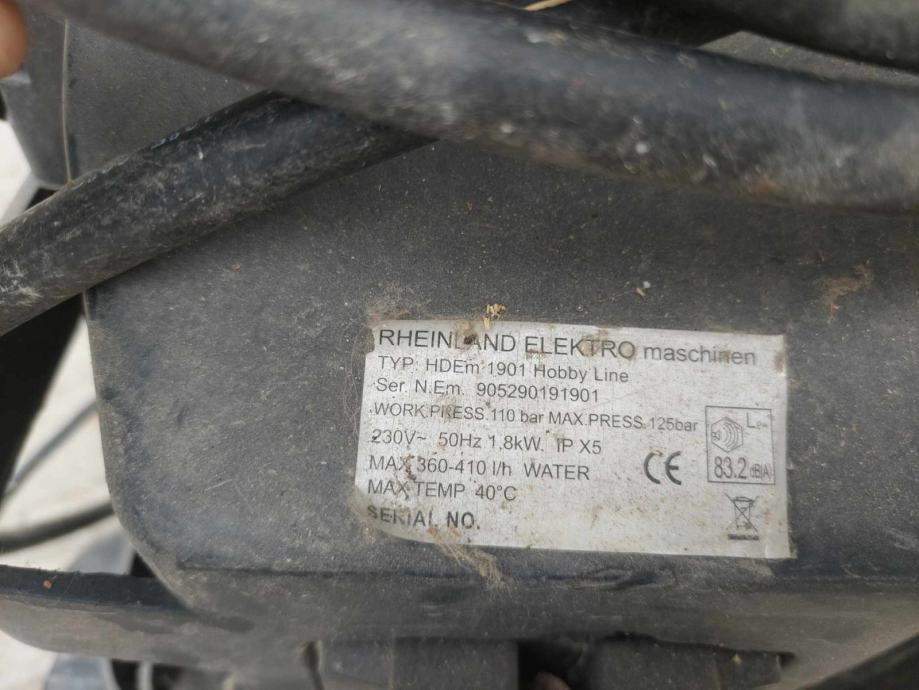 RHEINLAND ELEKTRO maschinen
TYP: HDEm 1901 Hobby Line
Ser. N.Em. 905290191901
WORK.PRESS.110 bar MAX.PRESS.125bar
230V~ 50Hz 1,8kW. IP X5
MAX.360-410 l/h WATER
MAX.TEMP 40°C
SERIAL NO.
CE
83.2 dB(A)